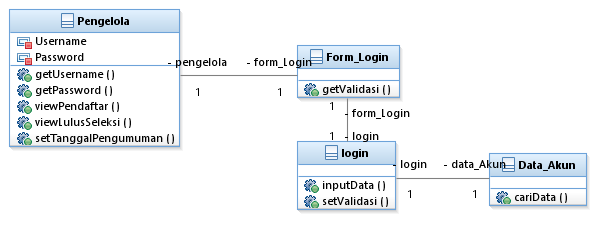 Pengelola
Username
Password
getUsername ( )
getPassword ( )
viewPendaftar ( )
viewLulusSeleksi ( )
setTanggalPengumuman ( )
- pengelola
- form_Login
1
1
Form_Login
getValidasi ( )
1
- form_Login
- login
1
login
inputData ( )
setValidasi ( )
- login
- data_Akun
1
1
Data_Akun
cariData ( )